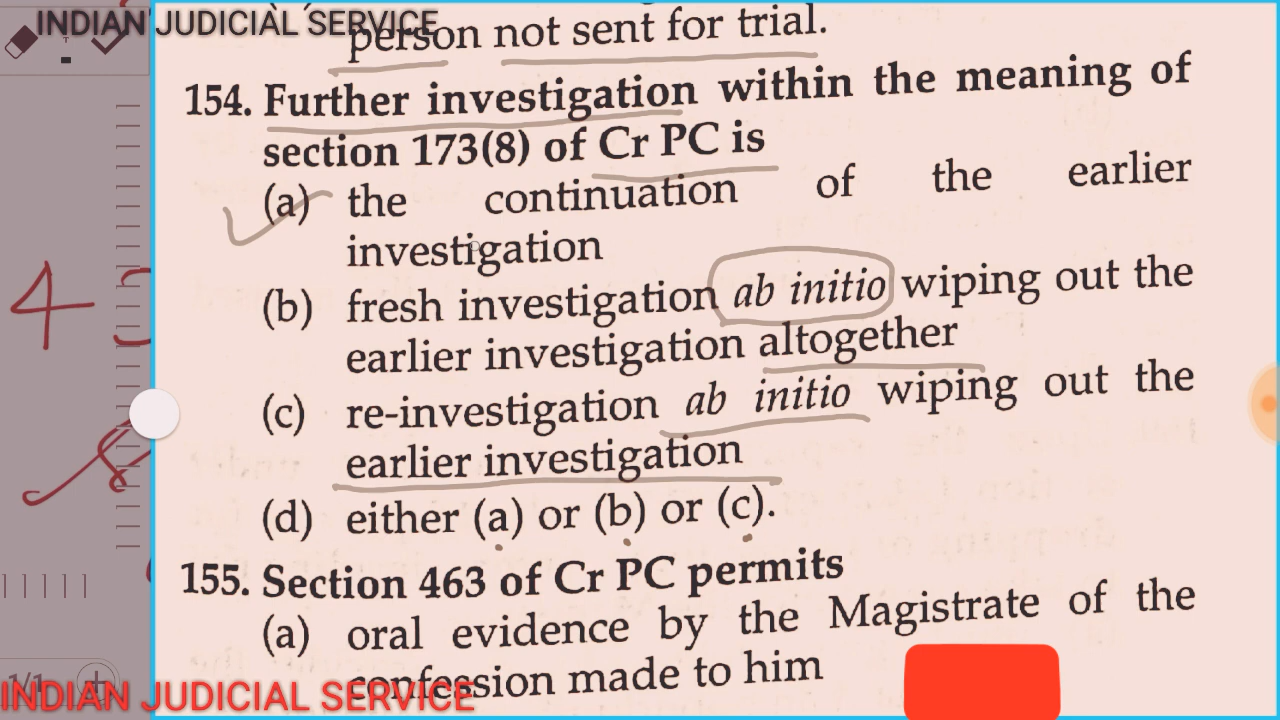 INDIAN JUDICIAL SERVICE
person not sent for trial.
154. Further investigation within the meaning of
section 173(8) of Cr PC is
(a) the continuation of the earlier
investigation
(b) fresh investigation ab initio wiping out the
earlier investigation altogether
(c) re-investigation ab initio wiping out the
earlier investigation
(d) either (a) or (b) or (c).
155. Section 463 of Cr PC permits
(a) oral evidence by the Magistrate of the
confession made to him
1/1
INDIAN JUDICIAL SERVICE